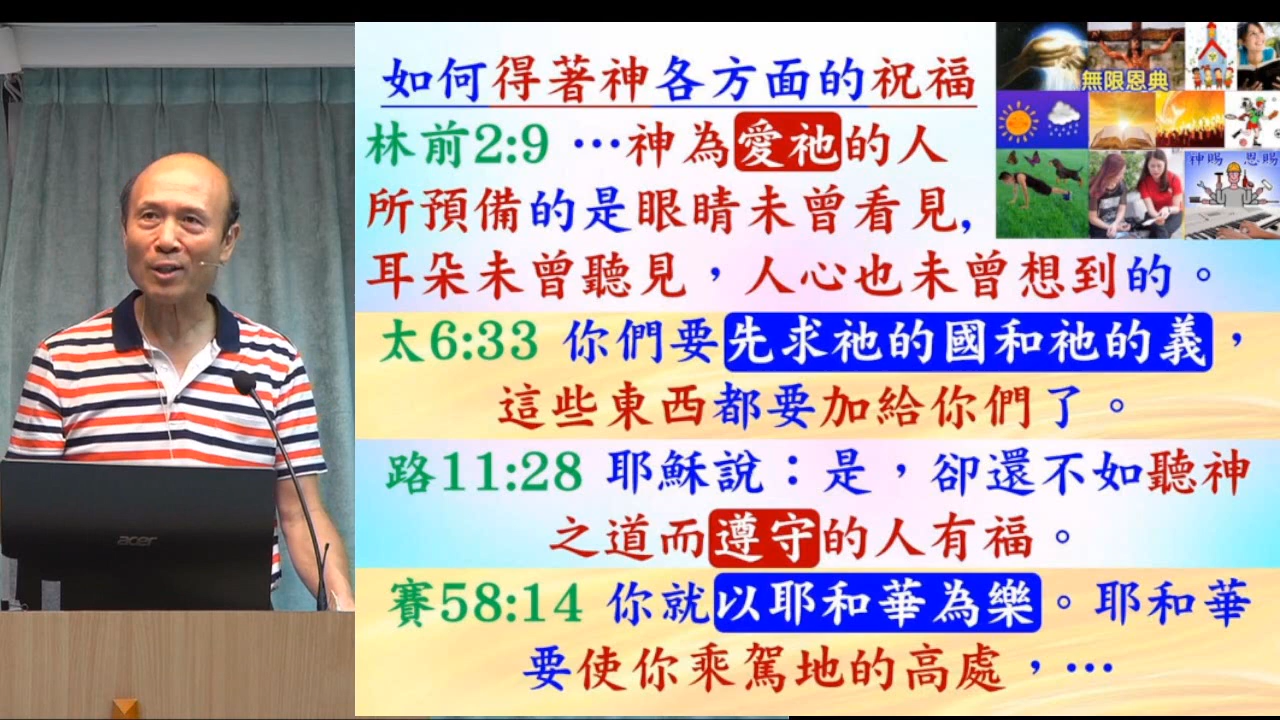 如何得著神各方面的祝福
無限恩典
神賜 恩賜
林前2:9 …神為愛祂的人
所預備的是眼睛未曾看見,
耳朵未曾聽見，人心也未曾想到的。
太6:33 你們要先求祂的國和祂的義，
這些東西都要加給你們了。
路11:28 耶穌說：是，卻還不如聽神
之道而遵守的人有福。
賽58:14 你就以耶和華為樂。耶和華
要使你乘駕地的高處，…
acer